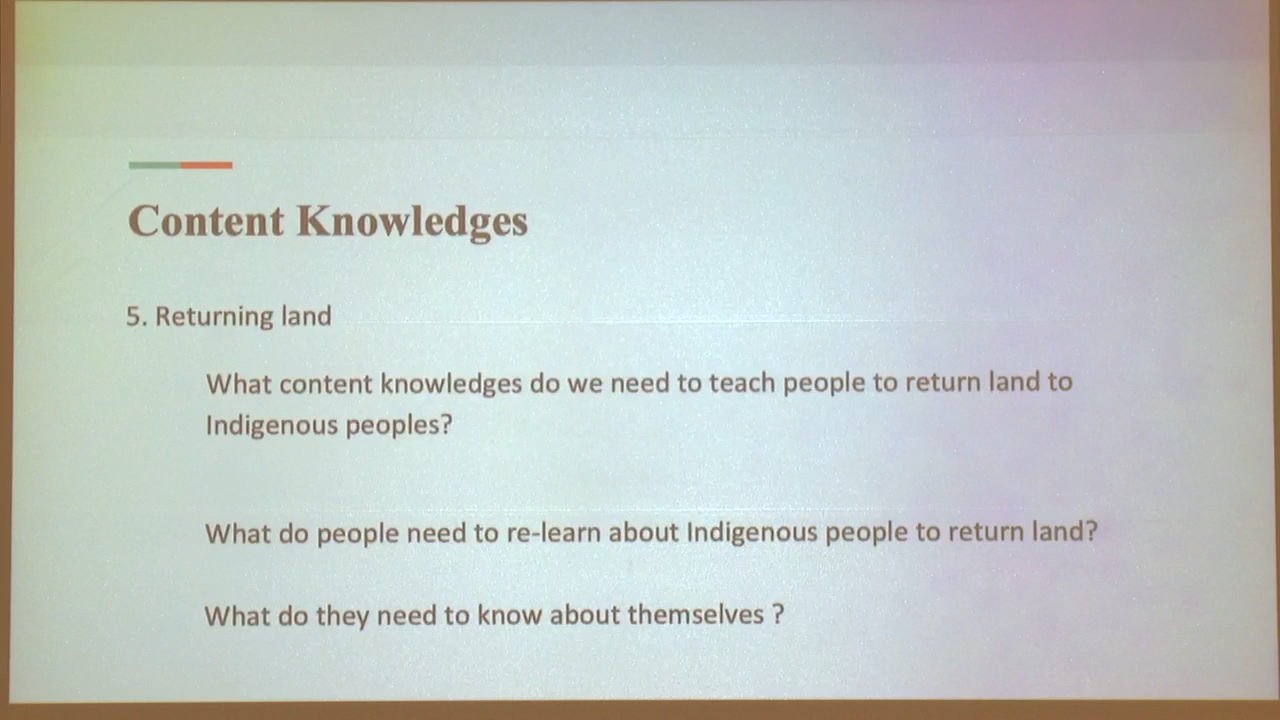 Content Knowledges
5. Returning land
What content knowledges do we need to teach people to return land to
Indigenous peoples?
What do people need to re-learn about Indigenous people to return land?
What do they need to know about themselves ?